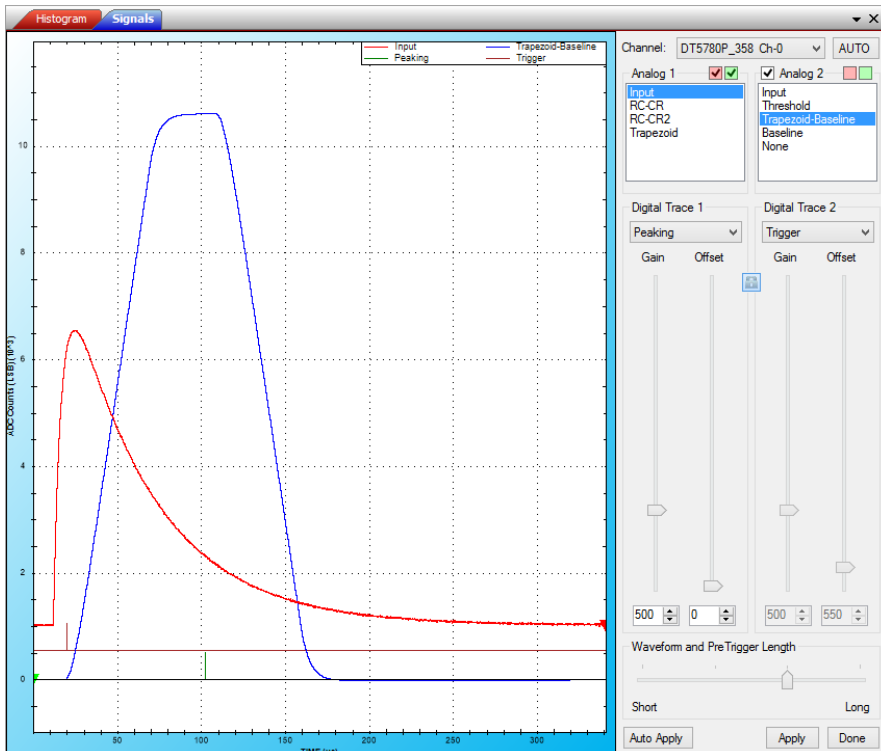 Histogram
Signals
Input
Trapezoid-Baseline
Peaking
Trigger
ADC Counts (LSB) (10^3)
10
8
6
4
2
0
50
100
150
200
250
300
Channel:
DT5780P_358 Ch-0
AUTO
Analog 1
Analog 2
Input
RC-CR
RC-CR2
Trapezoid
Input
Threshold
Trapezoid-Baseline
Baseline
None
Digital Trace 1
Digital Trace 2
Peaking
Trigger
Gain
Offset
Gain
Offset
500
0
500
550
Waveform and PreTrigger Length
Short
Long
Auto Apply
Apply
Done